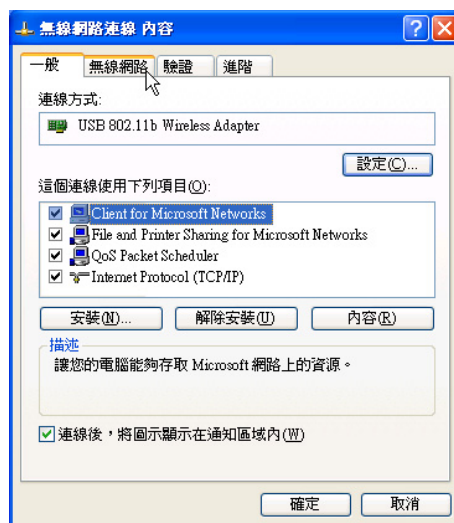 無線網路連線 內容
一般 無線網路 驗證 進階
連線方式:
USB 802.11b Wireless Adapter
設定(C)...
這個連線使用下列項目(O):
Client for Microsoft Networks
File and Printer Sharing for Microsoft Networks
QoS Packet Scheduler
Internet Protocol (TCP/IP)
安裝(N)... 解除安裝(U) 內容(R)
描述
讓您的電腦能夠存取 Microsoft 網路上的資源。
連線後，將圖示顯示在通知區域內(W)
確定 取消